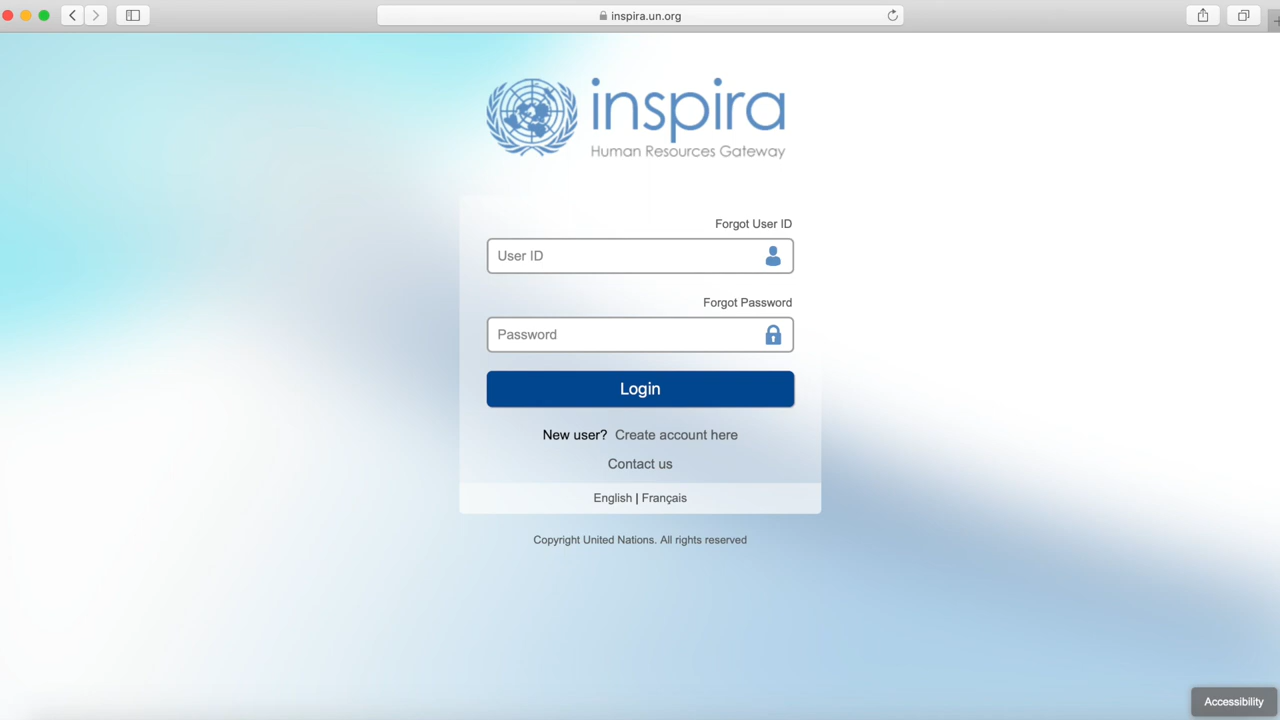 inspira.un.org
inspira
Human Resources Gateway
Forgot User ID
User ID
Forgot Password
Password
Login
New user? Create account here
Contact us
English | Français
Copyright United Nations. All rights reserved
Accessibility